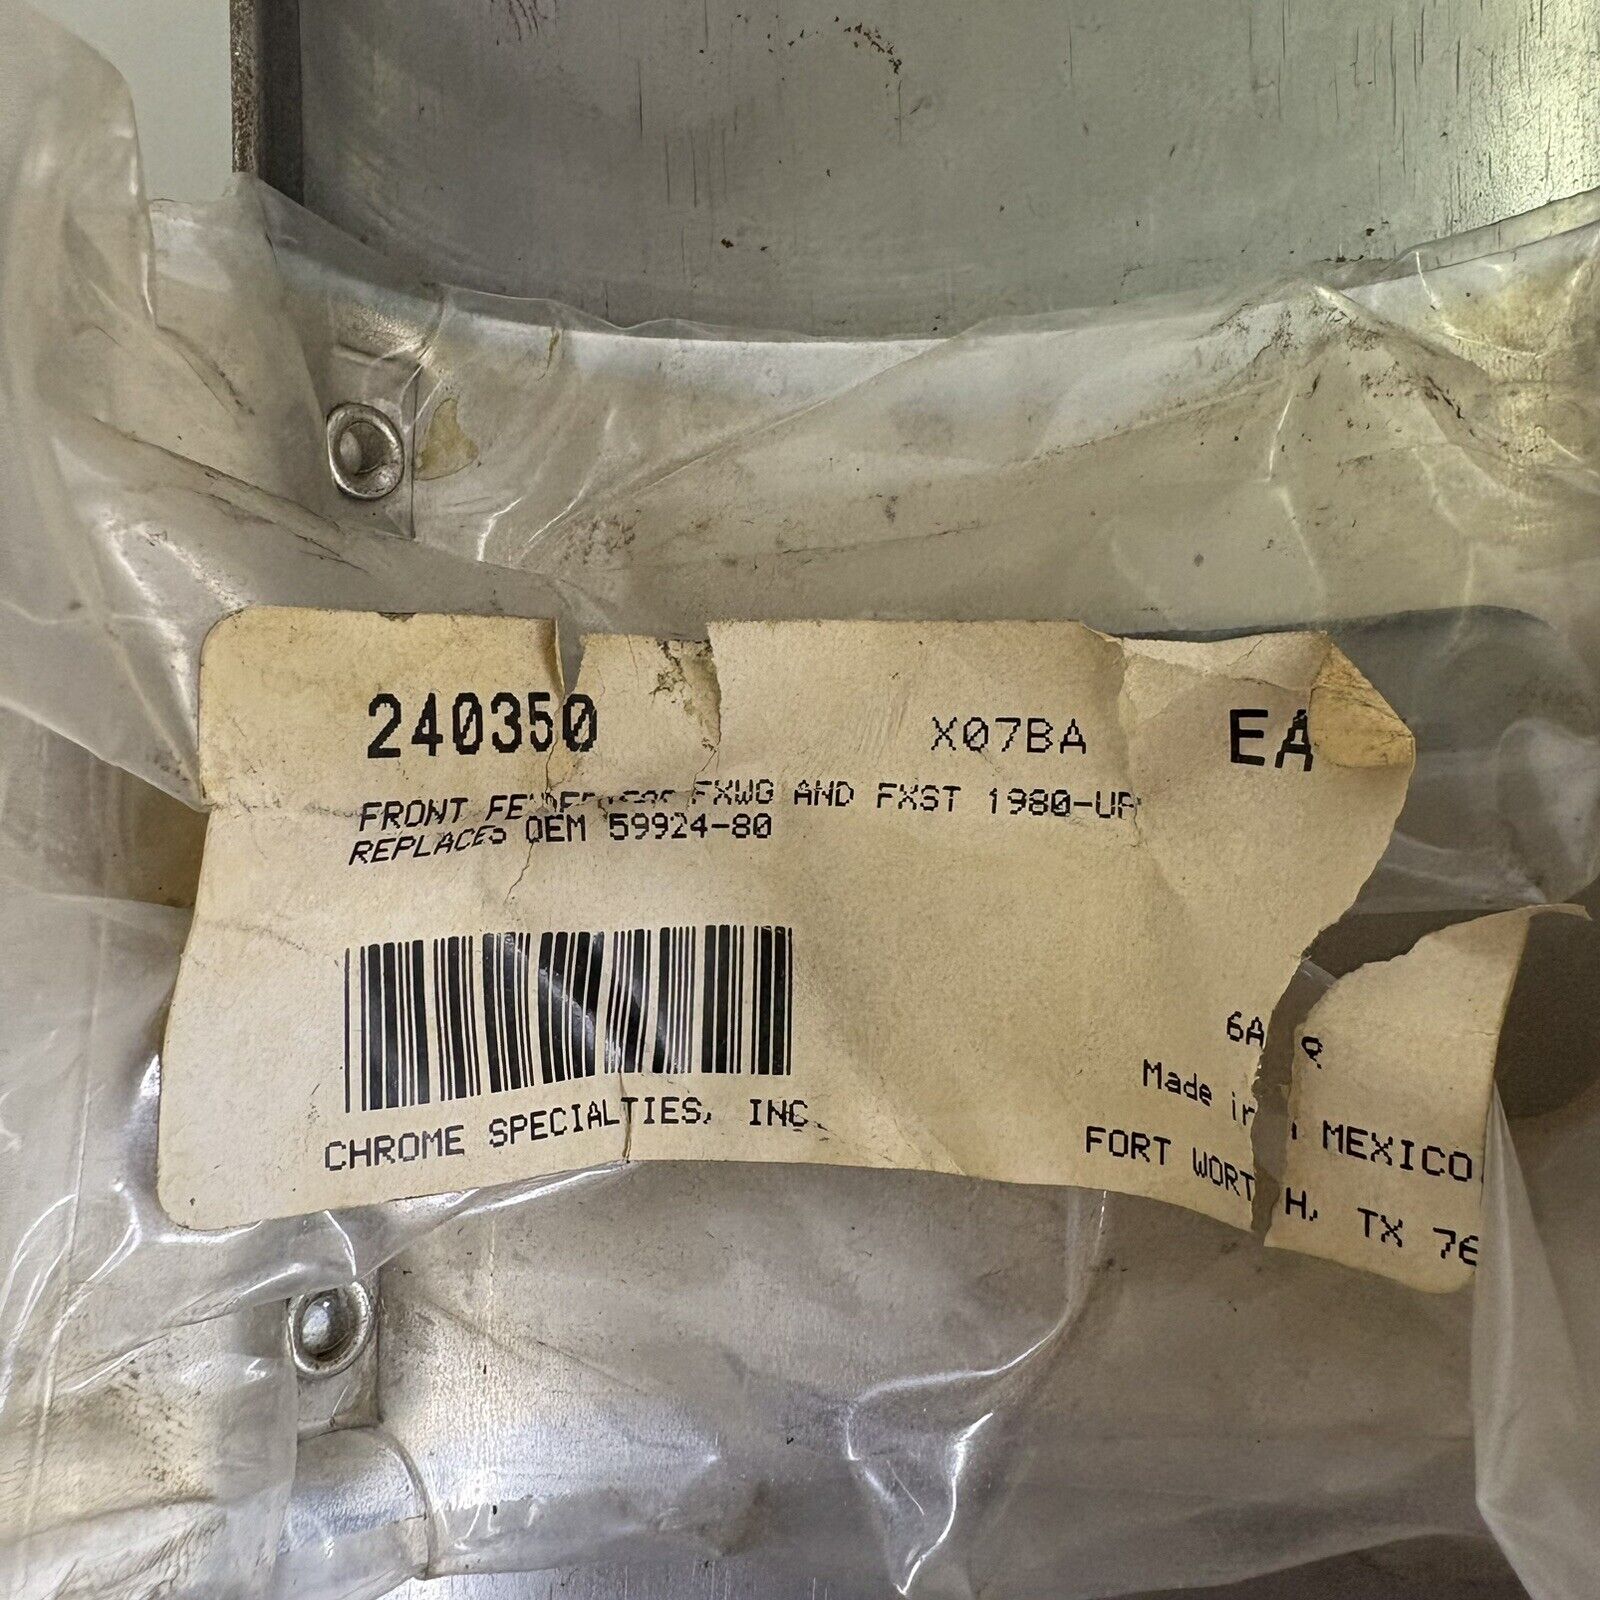 240350 X07BA EA
FRONT FXWG AND FXST 1980-UP
REPLACES OEM 59924-80
Made in MEXICO
CHROME SPECIALTIES, INC. FORT WORTH, TX 76